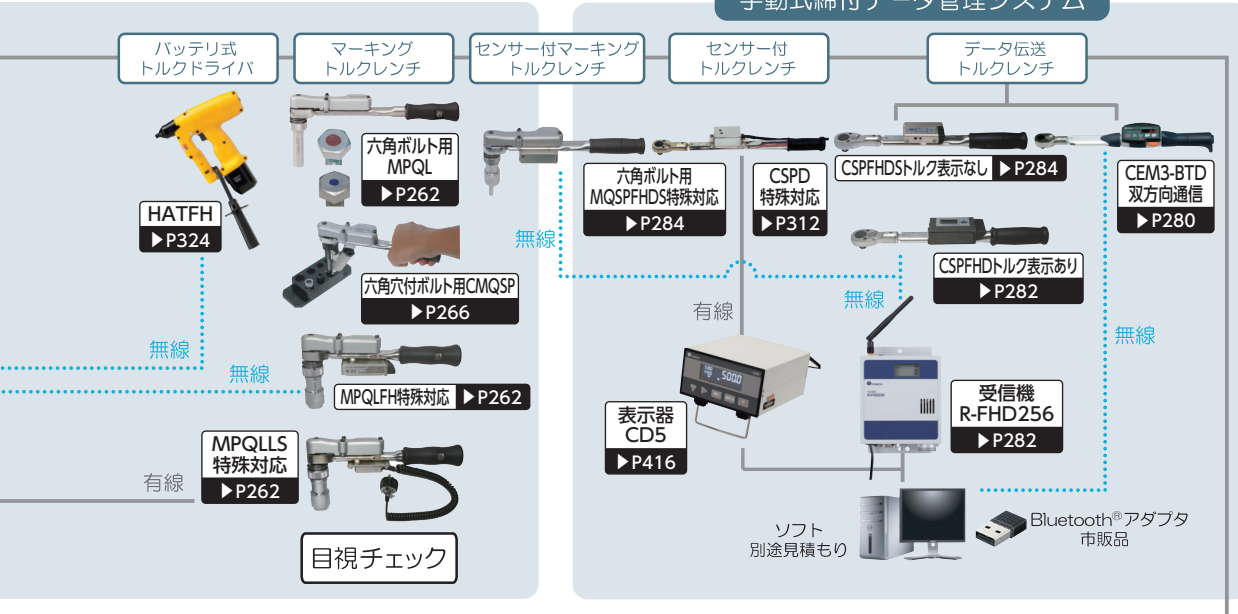 手動式締付データ管理システム
バッテリ式
トルクドライバ
マーキング
トルクレンチ
センサー付マーキング
トルクレンチ
センサー付
トルクレンチ
データ伝送
トルクレンチ
HATFH
▶P324
六角ボルト用
MPQL
▶P262
六角穴付ボルト用CMQSP
▶P266
無線
無線
MPQLFH特殊対応 ▶P262
MPQLLS
特殊対応
▶P262
有線
目視チェック
六角ボルト用
MQSPFHDS特殊対応
▶P284
CSPD
特殊対応
▶P312
CSPFHDSトルク表示なし ▶P284
CEM3-BTD
双方向通信
▶P280
無線
CSPFHDトルク表示あり
▶P282
有線
無線
無線
5000
表示器
CD5
▶P416
受信機
R-FHD256
▶P282
ソフト
別途見積もり
Bluetooth®アダプタ
市販品